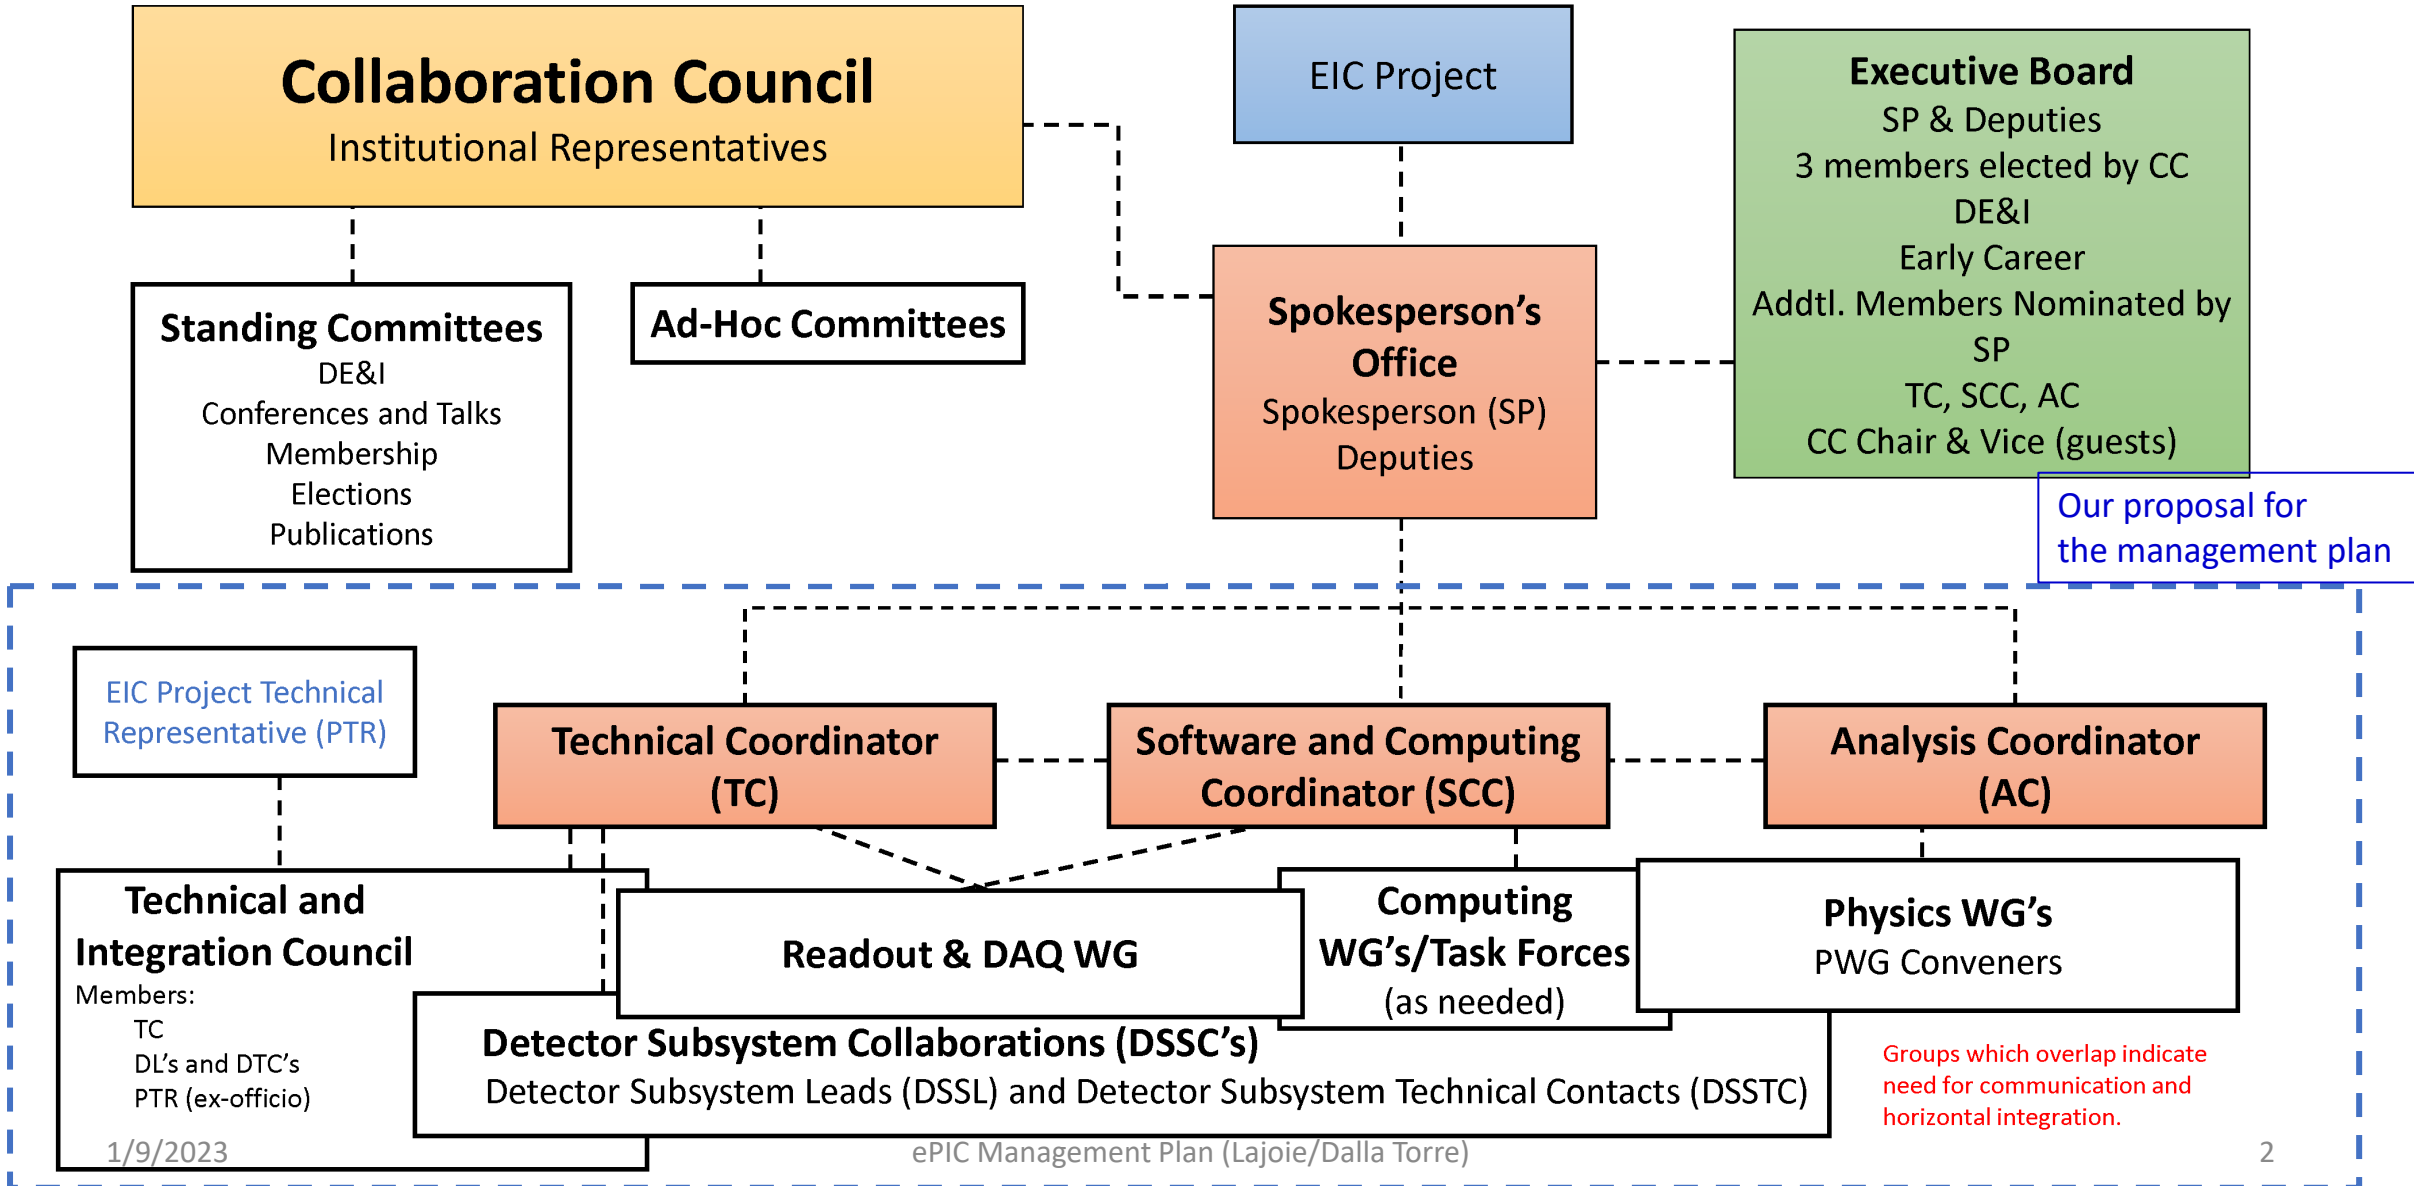 Collaboration Council
Institutional Representatives
EIC Project
Executive Board
SP & Deputies
3 members elected by CC
DE&I
Early Career
Addtl. Members Nominated by
SP
TC, SCC, AC
CC Chair & Vice (guests)
Standing Committees
DE&I
Conferences and Talks
Membership
Elections
Publications
Ad-Hoc Committees
Spokesperson’s
Office
Spokesperson (SP)
Deputies
Our proposal for
the management plan
EIC Project Technical
Representative (PTR)
Technical Coordinator
(TC)
Software and Computing
Coordinator (SCC)
Analysis Coordinator
(AC)
Technical and
Integration Council
Members:
TC
DL’s and DTC’s
PTR (ex-officio)
Readout & DAQ WG
Computing
WG’s/Task Forces
(as needed)
Physics WG’s
PWG Conveners
Detector Subsystem Collaborations (DSSC’s)
Detector Subsystem Leads (DSSL) and Detector Subsystem Technical Contacts (DSSTC)
Groups which overlap indicate
need for communication and
horizontal integration.
1/9/2023
ePIC Management Plan (Lajoie/Dalla Torre)
2